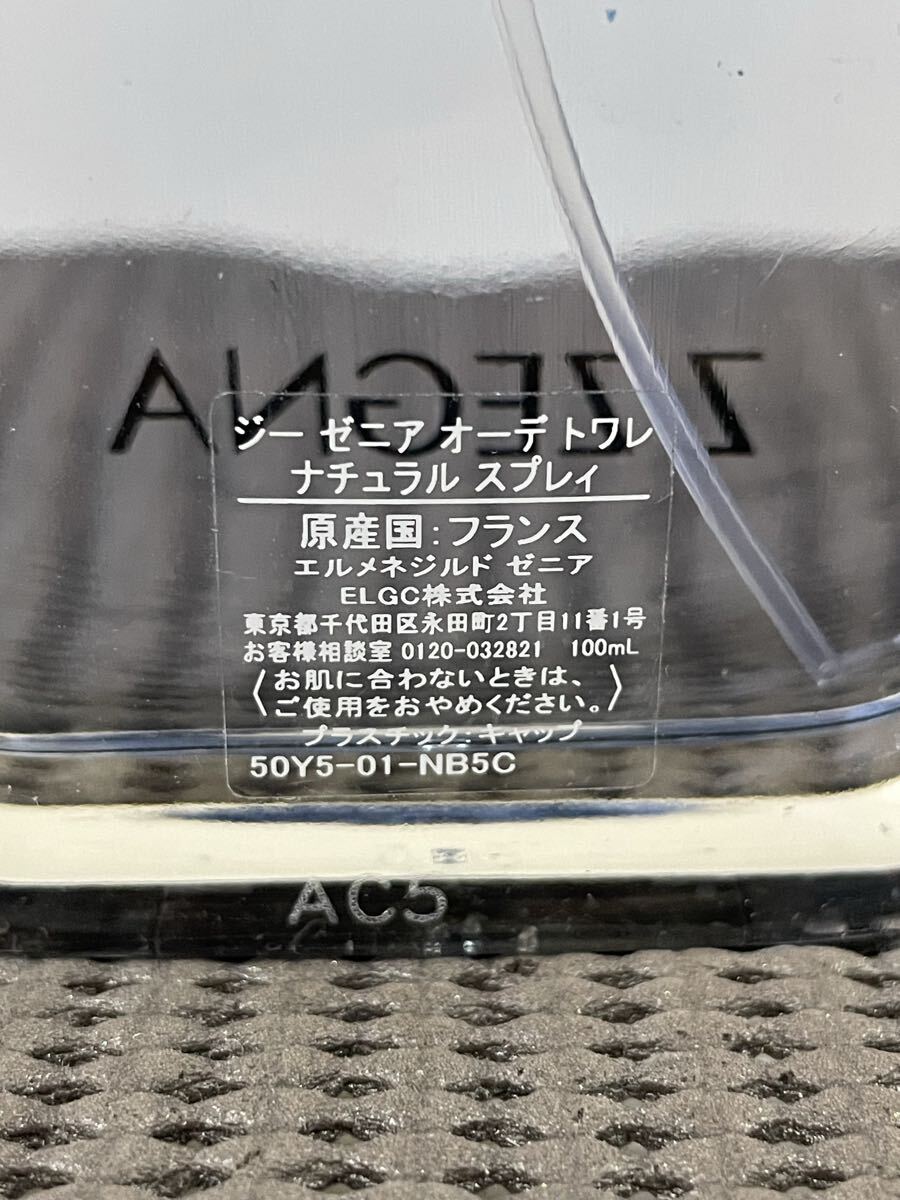 Z ZEGNA
ジー ゼニア オーデ トワレ
ナチュラル スプレィ
原産国:フランス
エルメネジルド ゼニア
ELGC株式会社
東京都千代田区永田町2丁目11番1号
お客様相談室 0120-032821 100mL
〈お肌に合わないときは、
ご使用をおやめください。〉
プラスチック:キャップ
50Y5-01-NB5C
AC5